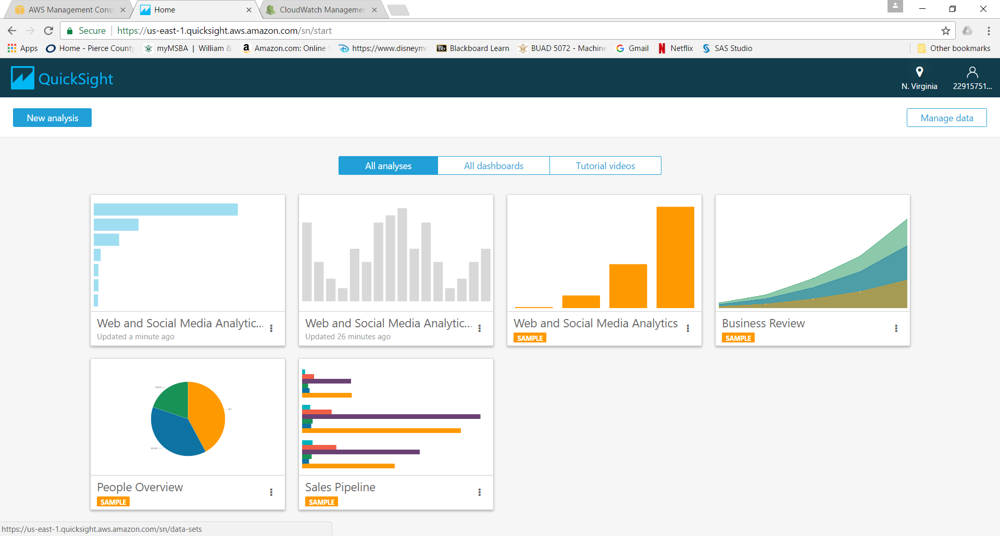 AWS Management Consc
Home
CloudWatch Managemer
Secure
https://us-east-1.quicksight.aws.amazon.com/sn/start
Apps
Home - Pierce County
myMSBA | William &
Amazon.com: Online
https://www.disneymo
Bb
Blackboard Learn
BUAD 5072 - Machine
Gmail
Netflix
SAS Studio
Other bookmarks
QuickSight
N. Virginia
22915751...
New analysis
Manage data
All analyses
All dashboards
Tutorial videos
Web and Social Media Analytic...
Updated a minute ago
Web and Social Media Analytic...
Updated 26 minutes ago
Web and Social Media Analytics
SAMPLE
Business Review
SAMPLE
People Overview
SAMPLE
Sales Pipeline
SAMPLE
https://us-east-1.quicksight.aws.amazon.com/sn/data-sets